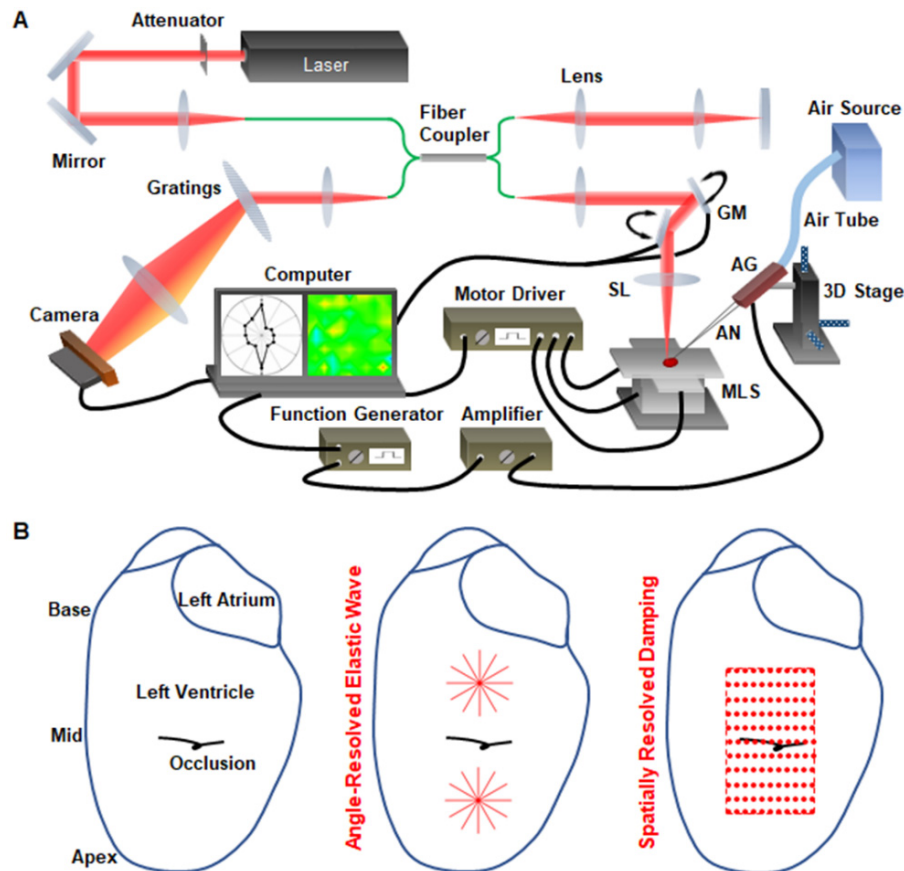 A
Attenuator
Laser
Lens
Air Source
Fiber
Coupler
Mirror
Gratings
GM
Air Tube
Computer
SL
AG
Motor Driver
3D Stage
Camera
AN
MLS
Function Generator
Amplifier
B
Left Atrium
Base
Left Ventricle
Mid
Occlusion
Apex
Angle-Resolved Elastic Wave
Spatially Resolved Damping